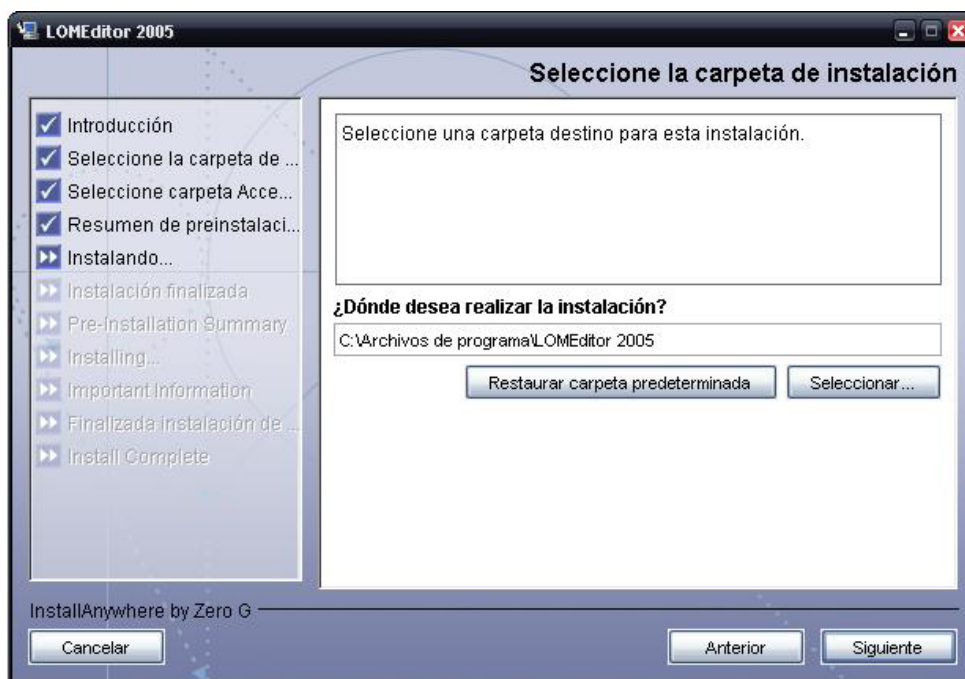 LOMEditor 2005
Seleccione la carpeta de instalación
Introducción
Seleccione la carpeta de ...
Seleccione carpeta Acce...
Resumen de preinstalaci...
Instalando...
Instalación finalizada
Pre-Installation Summary
Installing...
Important Information
Finalizada instalación de ...
Install Complete
Seleccione una carpeta destino para esta instalación.
¿Dónde desea realizar la instalación?
C:\Archivos de programa\LOMEditor 2005
Restaurar carpeta predeterminada
Seleccionar...
InstallAnywhere by Zero G
Cancelar
Anterior
Siguiente